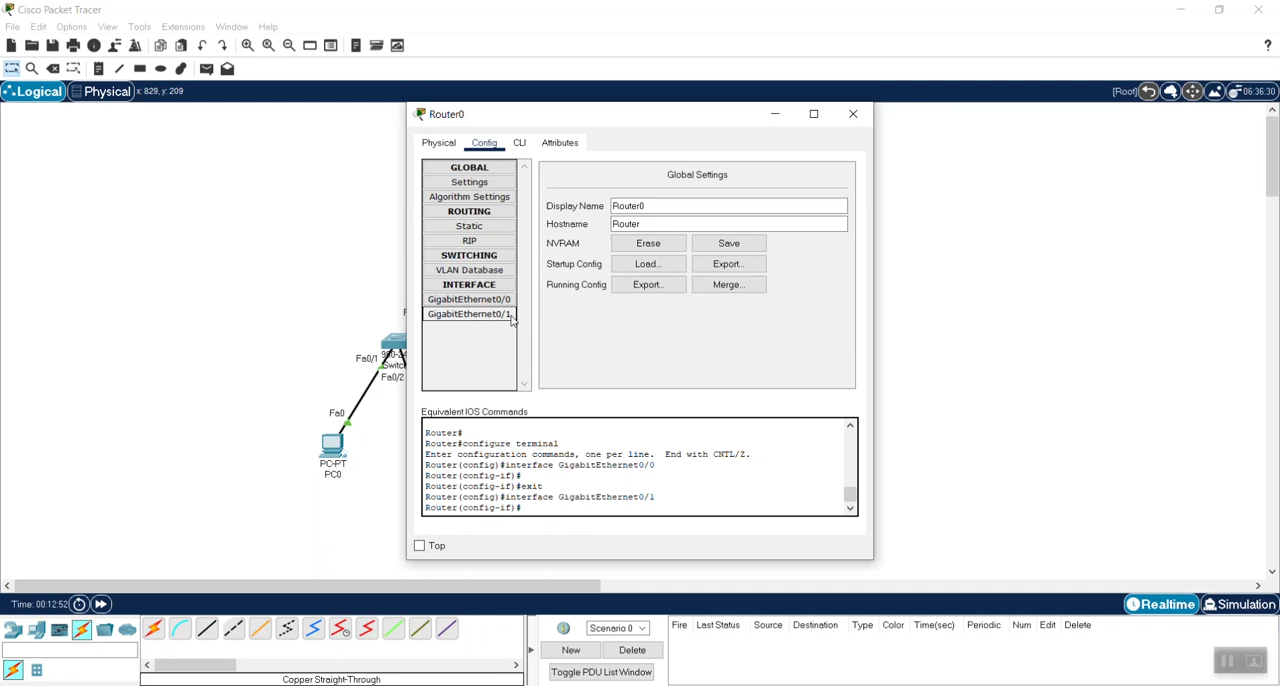 Cisco Packet Tracer
File Edit Options View Tools Extensions Window Help
?
Logical Physical x: 829, y: 209 [Root] 06:36:30
Router0
Physical Config CLI Attributes
GLOBAL
Settings
Algorithm Settings
ROUTING
Static
RIP
SWITCHING
VLAN Database
INTERFACE
GigabitEthernet0/0
GigabitEthernet0/1
Global Settings
Display Name Router0
Hostname Router
NVRAM Erase Save
Startup Config Load... Export...
Running Config Export... Merge...
Fa0/1
Fa0/2
Fa0
PC-PT
PC0
Equivalent IOS Commands
Router#
Router#configure terminal
Enter configuration commands, one per line. End with CNTL/Z.
Router(config)#interface GigabitEthernet0/0
Router(config-if)#
Router(config-if)#exit
Router(config)#interface GigabitEthernet0/1
Router(config-if)#
Top
Time: 00:12:52 Realtime Simulation
Scenario 0
New Delete
Toggle PDU List Window
Fire Last Status Source Destination Type Color Time(sec) Periodic Num Edit Delete
Copper Straight-Through